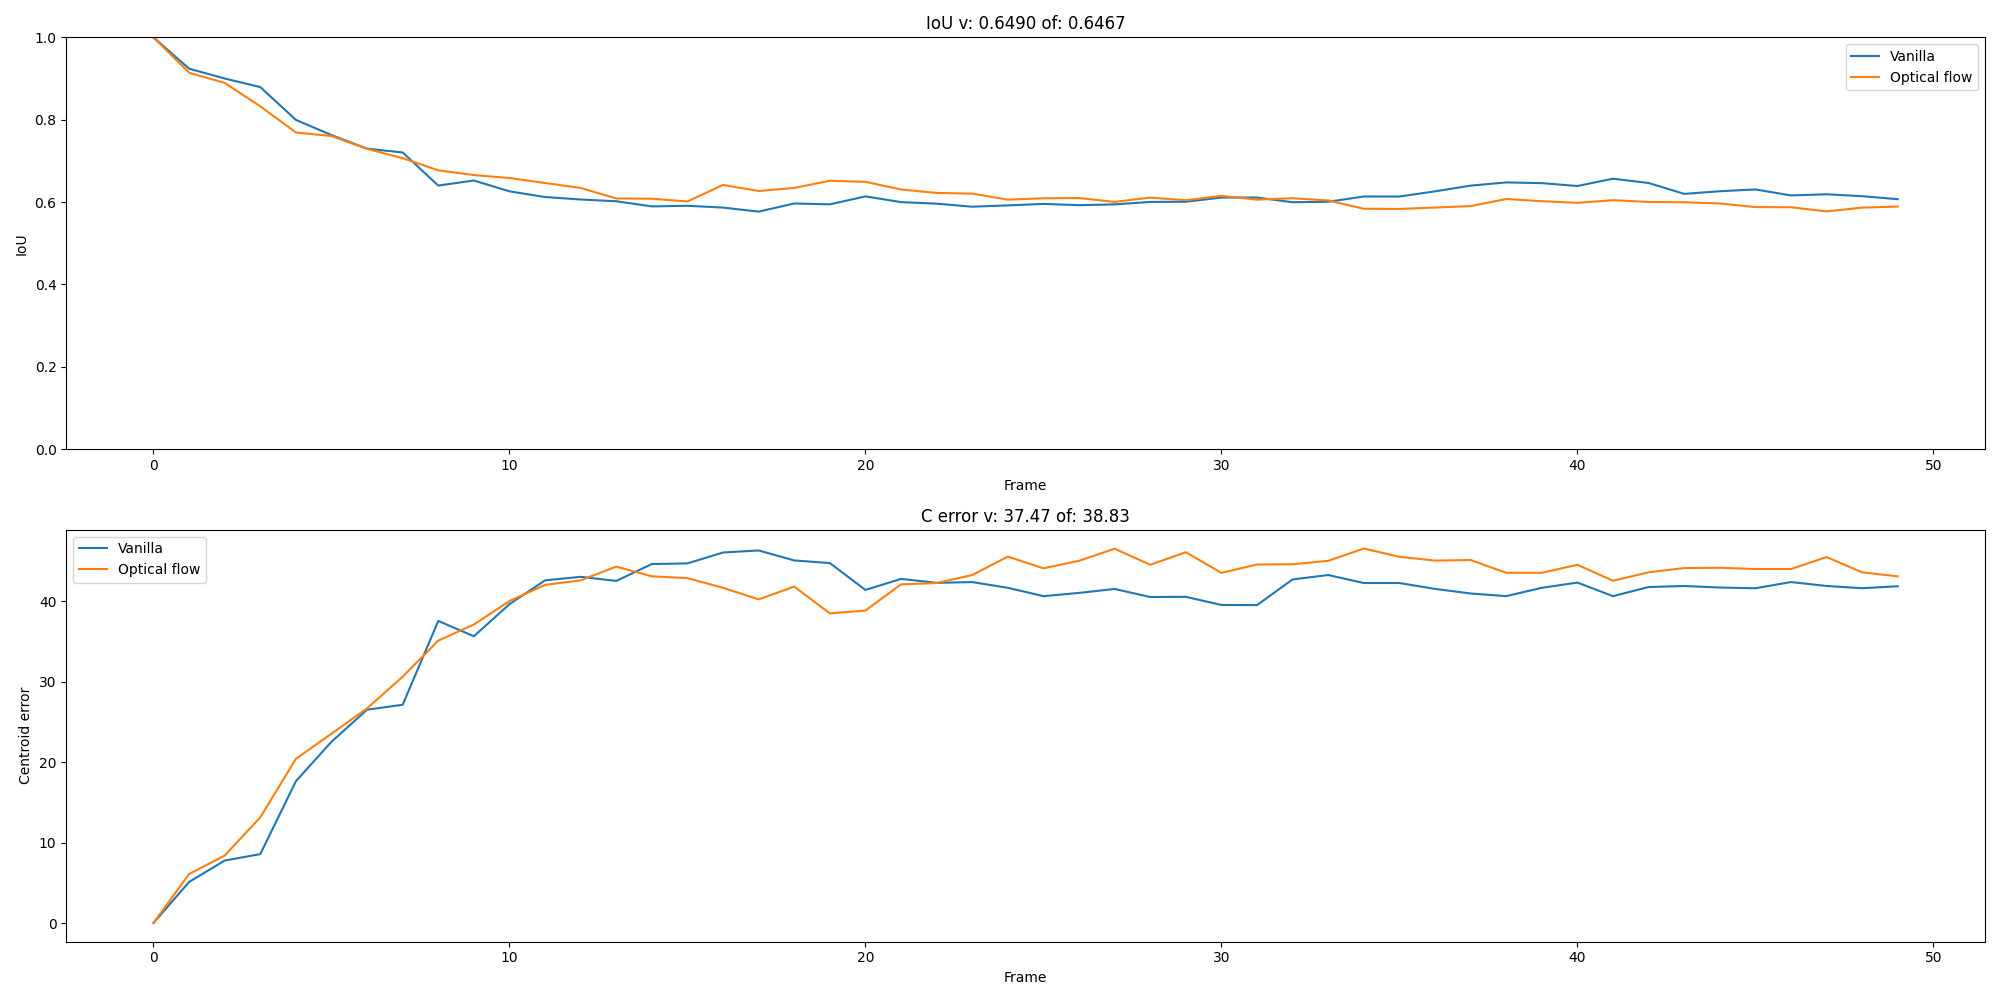 IoU v: 0.6490 of: 0.6467
1.0
0.8
0.6
0.4
0.2
0.0
IoU
Vanilla
Optical flow
0 10 20 30 40 50
Frame
C error v: 37.47 of: 38.83
Vanilla
Optical flow
40
30
20
10
0
Centroid error
0 10 20 30 40 50
Frame